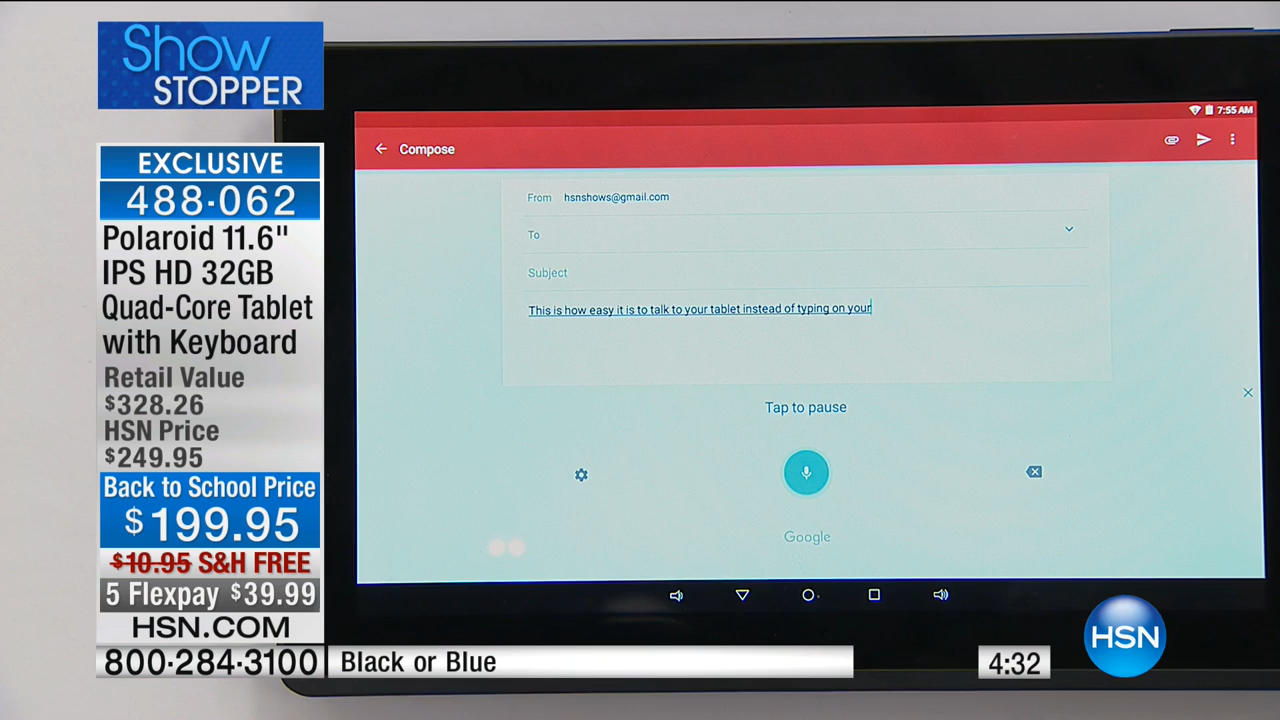 Show
STOPPER
EXCLUSIVE
488·062
Polaroid 11.6"
IPS HD 32GB
Quad-Core Tablet
with Keyboard
Retail Value
$328.26
HSN Price
$249.95
Back to School Price
$199.95
$10.95 S&H FREE
5 Flexpay $39.99
HSN.COM
800·284·3100
Black or Blue
4:32
HSN
7:55 AM
Compose
From hsnshows@gmail.com
To
Subject
This is how easy it is to talk to your tablet instead of typing on your
Tap to pause
Google